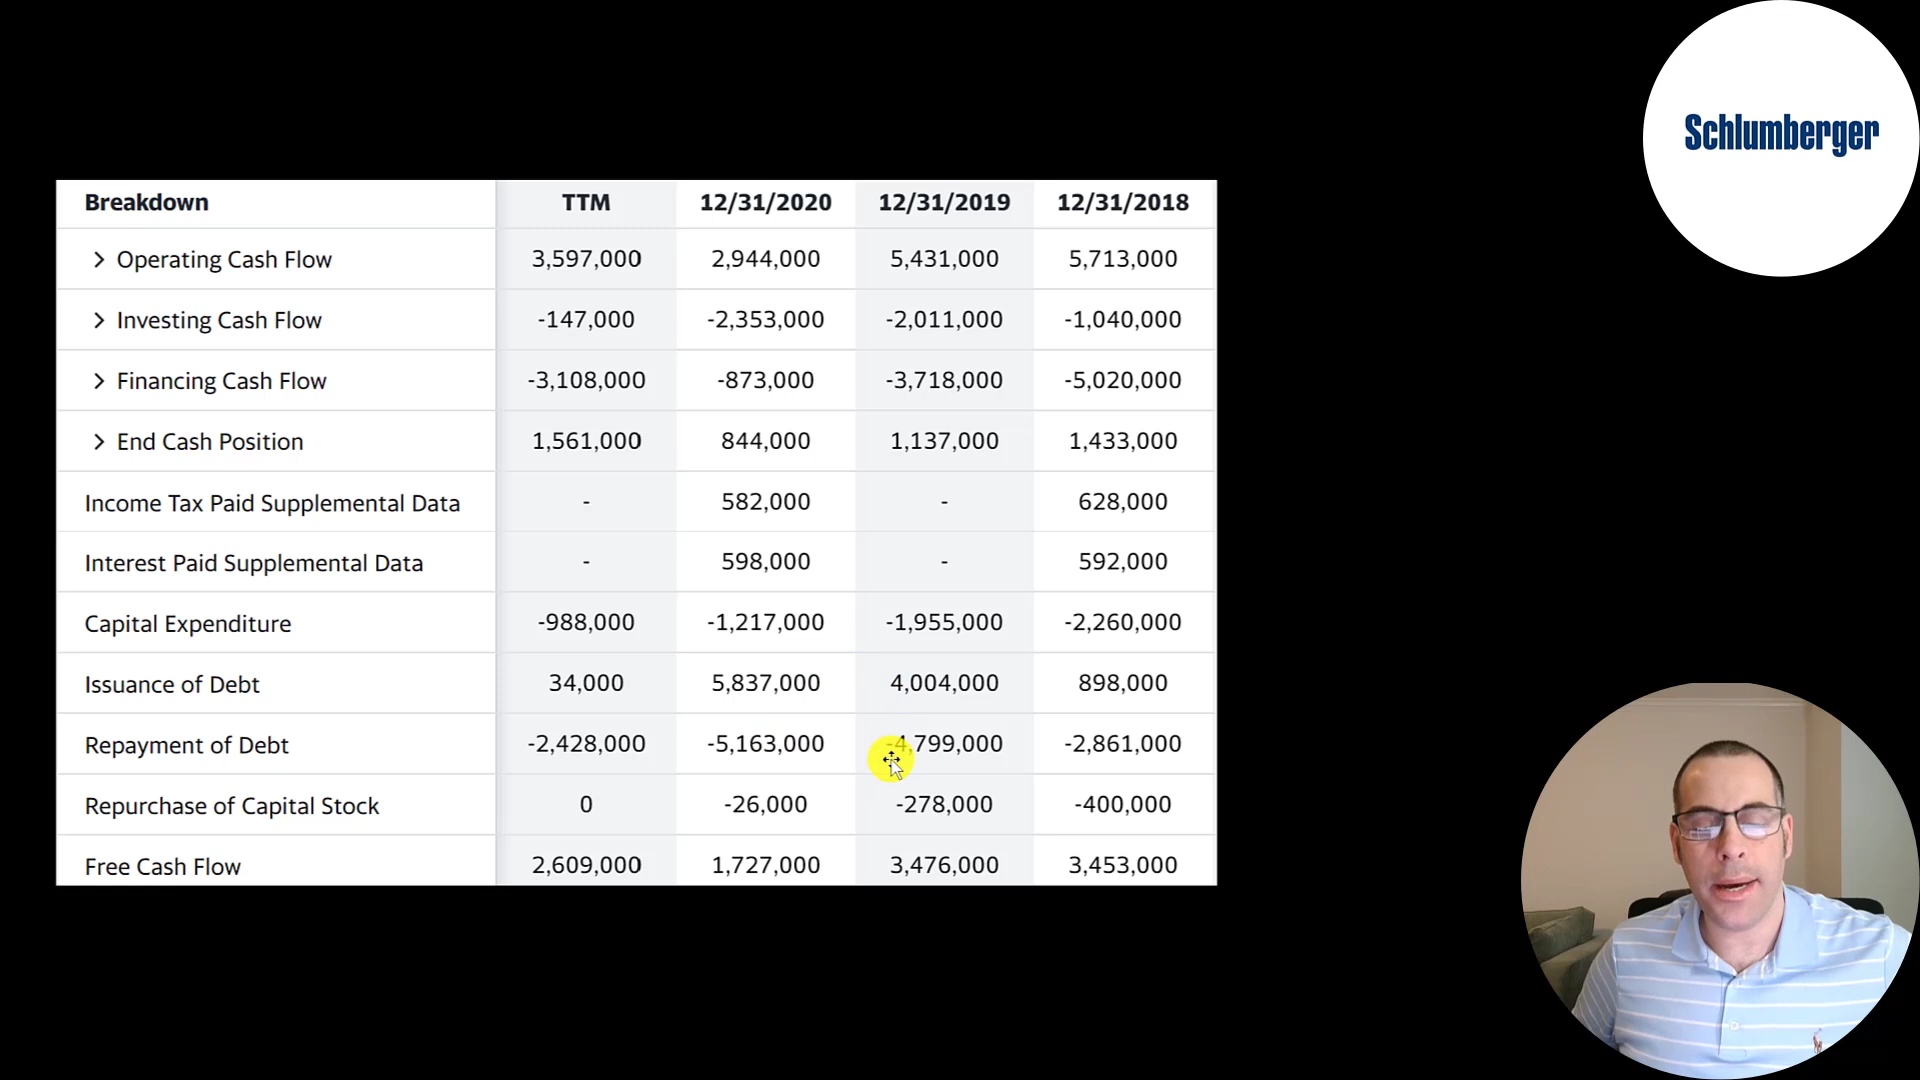 Schlumberger
Breakdown TTM 12/31/2020 12/31/2019 12/31/2018
Operating Cash Flow 3,597,000 2,944,000 5,431,000 5,713,000
Investing Cash Flow -147,000 -2,353,000 -2,011,000 -1,040,000
Financing Cash Flow -3,108,000 -873,000 -3,718,000 -5,020,000
End Cash Position 1,561,000 844,000 1,137,000 1,433,000
Income Tax Paid Supplemental Data - 582,000 - 628,000
Interest Paid Supplemental Data - 598,000 - 592,000
Capital Expenditure -988,000 -1,217,000 -1,955,000 -2,260,000
Issuance of Debt 34,000 5,837,000 4,004,000 898,000
Repayment of Debt -2,428,000 -5,163,000 -4,799,000 -2,861,000
Repurchase of Capital Stock 0 -26,000 -278,000 -400,000
Free Cash Flow 2,609,000 1,727,000 3,476,000 3,453,000